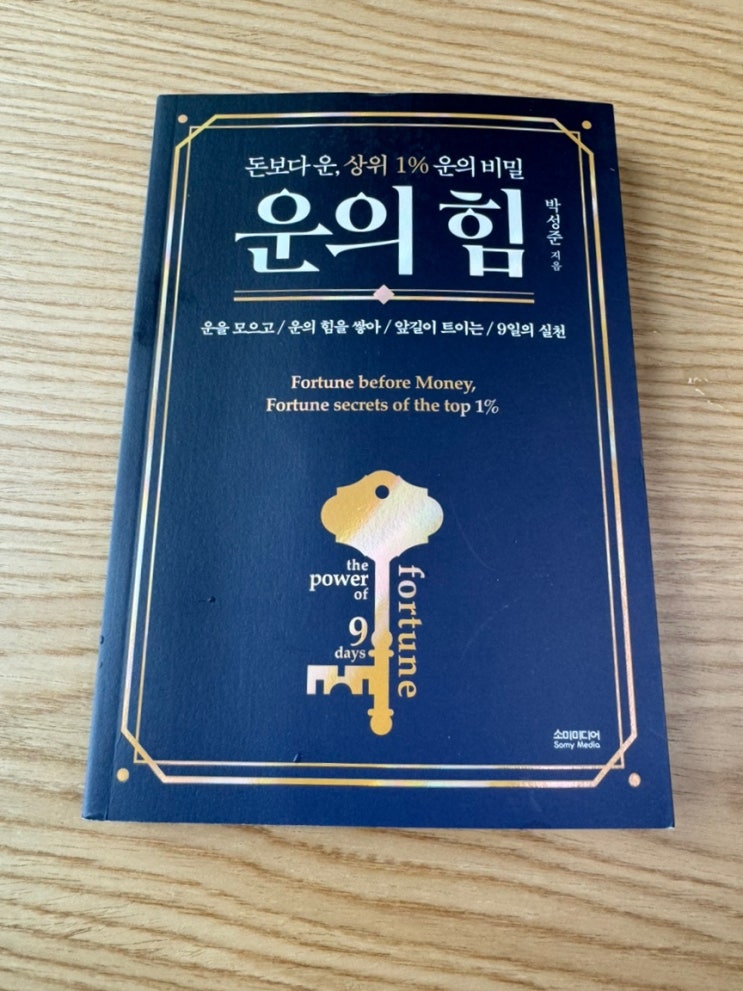 돈보다 운, 상위 1% 운의 비밀
운의 힘
박성준 지음
운을 모으고 / 운의 힘을 쌓아 / 앞길이 트이는 / 9일의 실천
Fortune before Money,
Fortune secrets of the top 1%
the
power
of
9
days
fortune
소미미디어
Somy Media